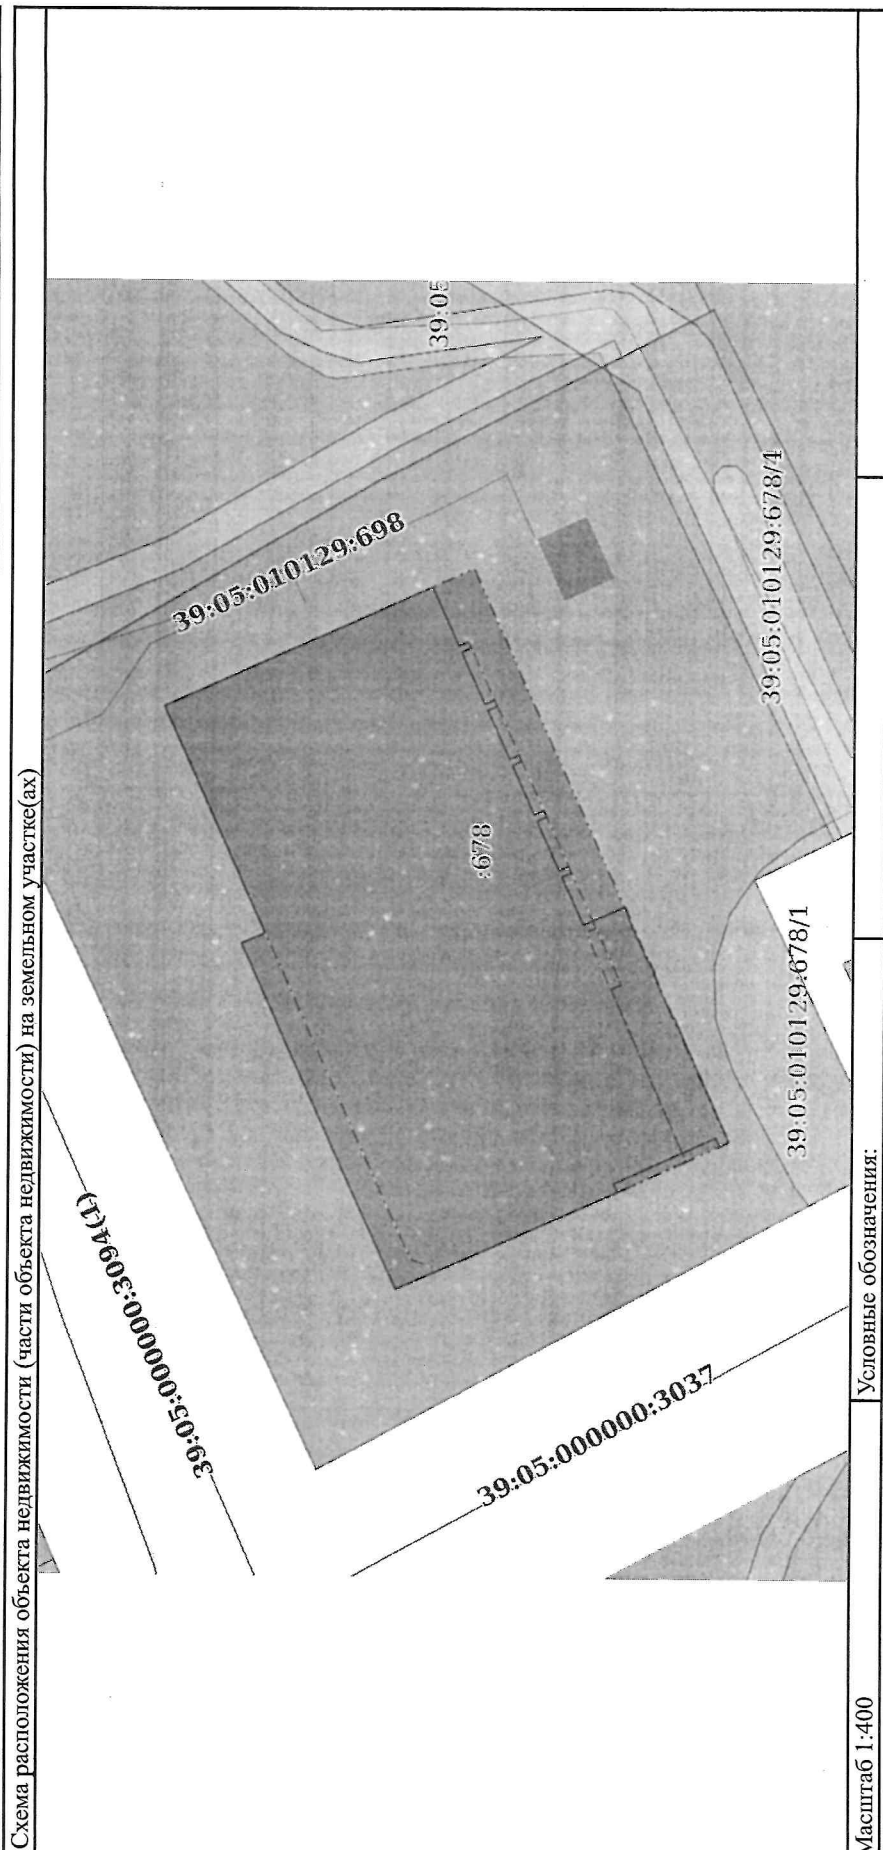 Схема расположения объекта недвижимости (части объекта недвижимости) на земельном участке(ах)
39:05:000000:3094(1)
39:05:010129:698
39:05
:678
39:05:000000:3037
39:05:010129:678/4
39:05:010129:678/1
Масштаб 1:400
Условные обозначения: